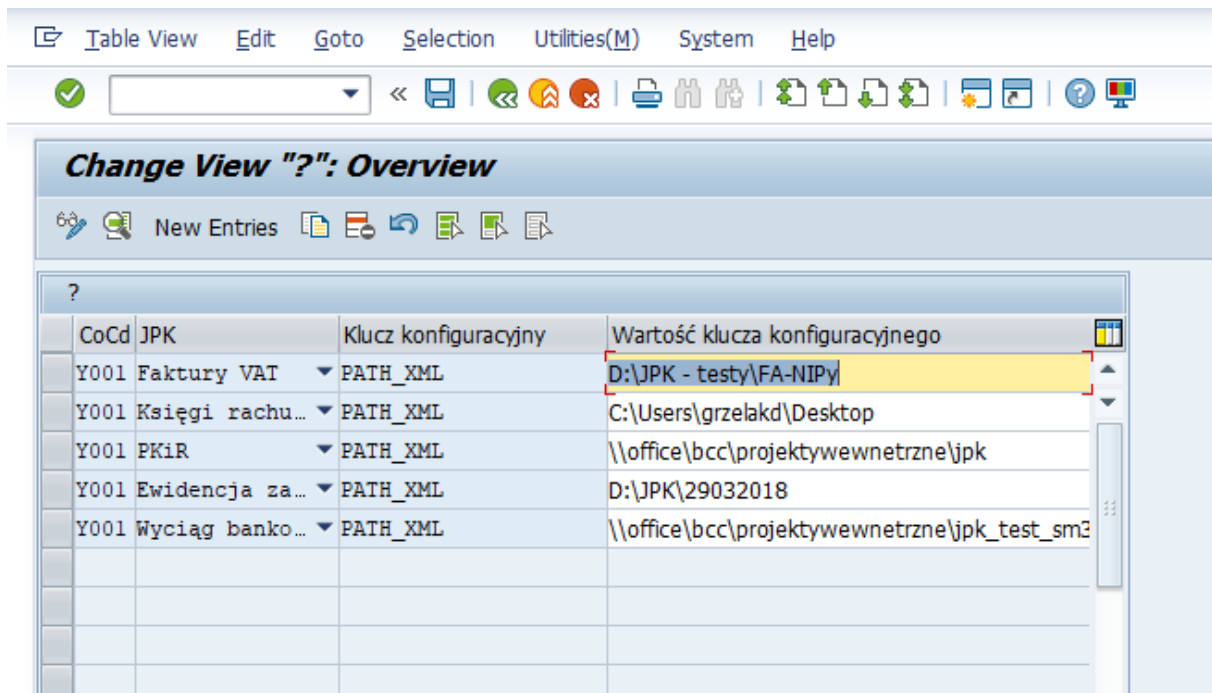 Table View Edit Goto Selection Utilities(M) System Help
Change View "?": Overview
New Entries
?
CoCd JPK Klucz konfiguracyjny Wartość klucza konfiguracyjnego
Y001 Faktury VAT PATH_XML D:\JPK - testy\FA-NIPy
Y001 Księgi rachu… PATH_XML C:\Users\grzelakd\Desktop
Y001 PKiR PATH_XML \\office\bcc\projektywewnetrzne\jpk
Y001 Ewidencja za… PATH_XML D:\JPK\29032018
Y001 Wyciąg banko… PATH_XML \\office\bcc\projektywewnetrzne\jpk_test_sm3